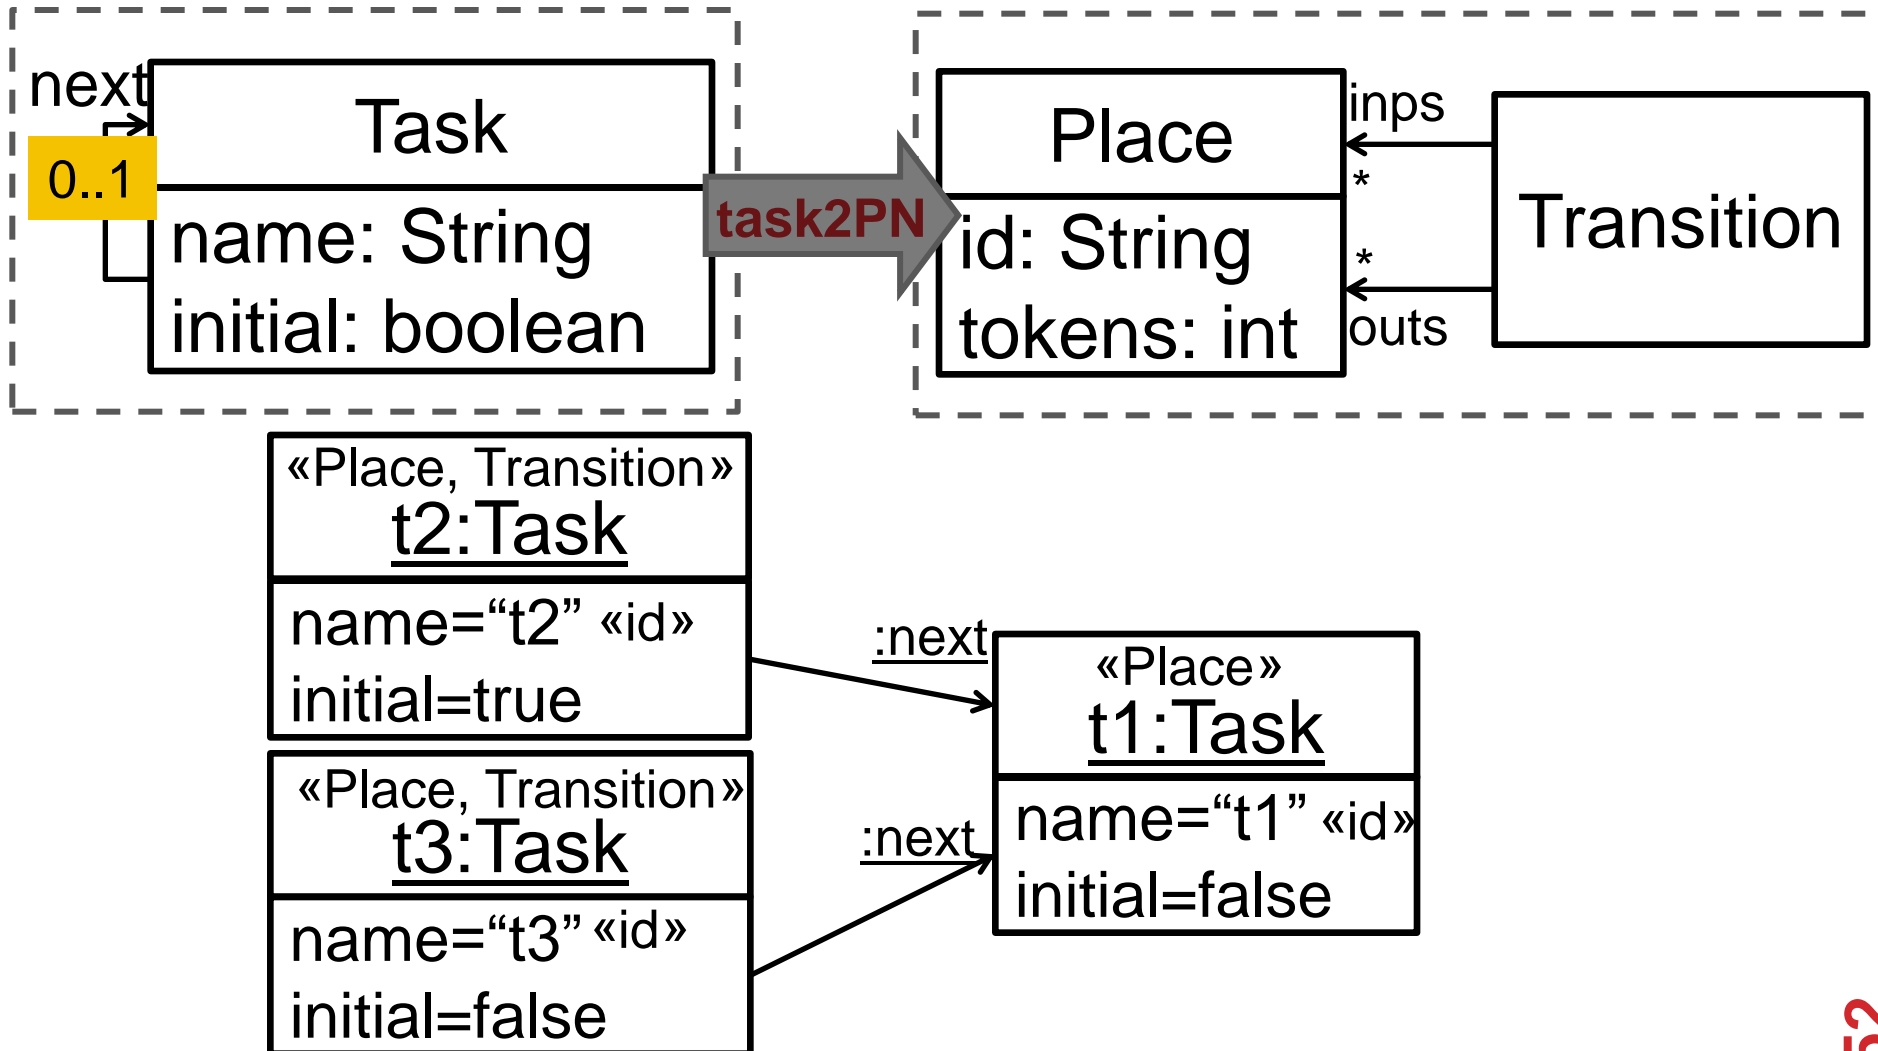 next
0..1
Task
name: String
initial: boolean
task2PN
Place
id: String
tokens: int
inps
*
*
outs
Transition
«Place, Transition»
t2:Task
name=“t2” «id»
initial=true
:next
«Place, Transition»
t3:Task
name=“t3” «id»
initial=false
:next
«Place»
t1:Task
name=“t1” «id»
initial=false
52